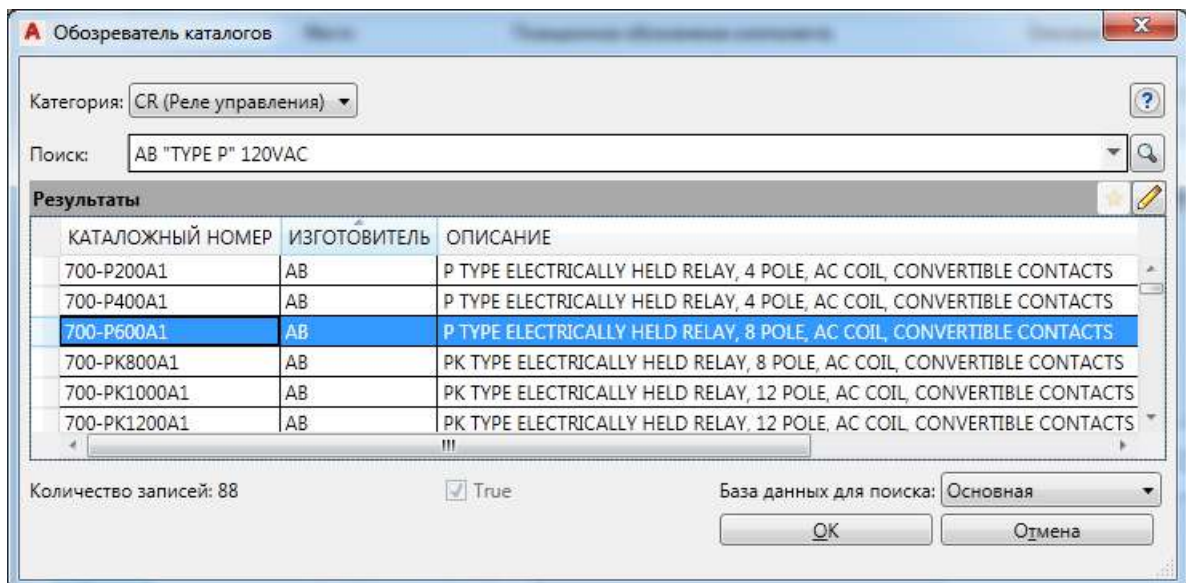 Обозреватель каталогов
Категория: CR (Реле управления)
Поиск: AB "TYPE P" 120VAC
Результаты
КАТАЛОЖНЫЙ НОМЕР ИЗГОТОВИТЕЛЬ ОПИСАНИЕ
700-P200A1 AB P TYPE ELECTRICALLY HELD RELAY, 4 POLE, AC COIL, CONVERTIBLE CONTACTS
700-P400A1 AB P TYPE ELECTRICALLY HELD RELAY, 4 POLE, AC COIL, CONVERTIBLE CONTACTS
700-P600A1 AB P TYPE ELECTRICALLY HELD RELAY, 8 POLE, AC COIL, CONVERTIBLE CONTACTS
700-PK800A1 AB PK TYPE ELECTRICALLY HELD RELAY, 8 POLE, AC COIL, CONVERTIBLE CONTACTS
700-PK1000A1 AB PK TYPE ELECTRICALLY HELD RELAY, 12 POLE, AC COIL, CONVERTIBLE CONTACTS
700-PK1200A1 AB PK TYPE ELECTRICALLY HELD RELAY, 12 POLE, AC COIL, CONVERTIBLE CONTACTS
Количество записей: 88 True База данных для поиска: Основная
OK Отмена